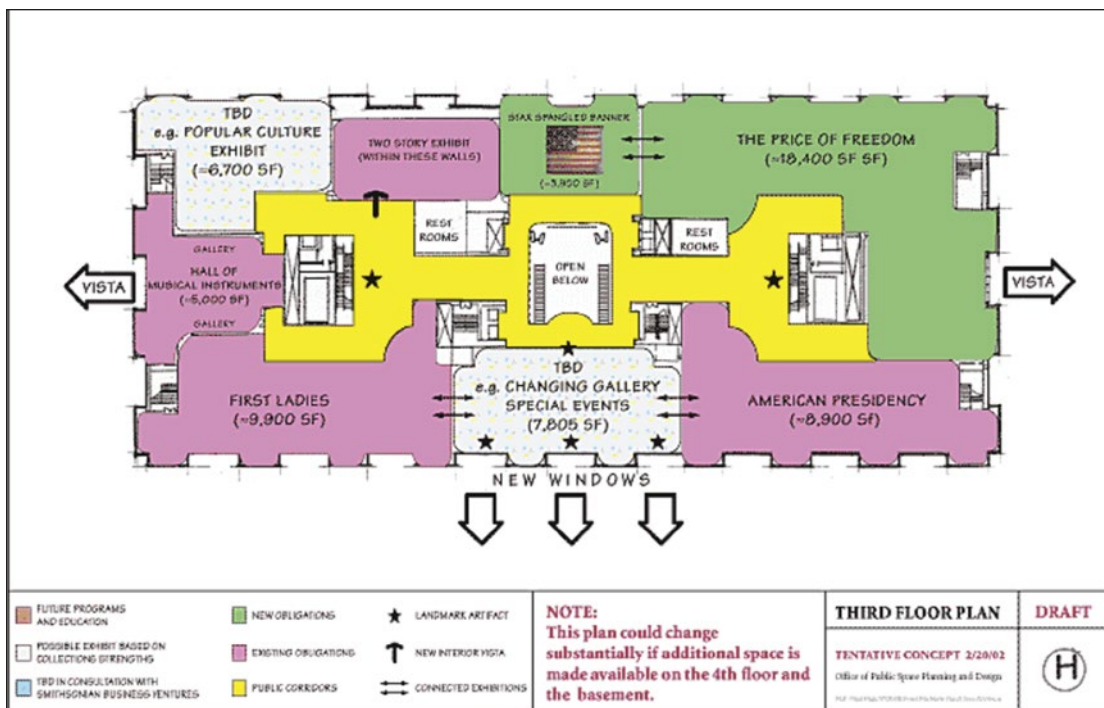 TBD
e.g. POPULAR CULTURE
EXHIBIT
(≈6,700 SF)
TWO STORY EXHIBIT
(WITHIN THESE WALLS)
STAR SPANGLED BANNER
THE PRICE OF FREEDOM
(≈18,400 SF SF)
REST
ROOMS
REST
ROOMS
OPEN
BELOW
VISTA
GALLERY
HALL OF
MUSICAL INSTRUMENTS
(≈5,000 SF)
GALLERY
VISTA
FIRST LADIES
(≈9,900 SF)
TBD
e.g. CHANGING GALLERY
SPECIAL EVENTS
(7,805 SF)
AMERICAN PRESIDENCY
(≈8,900 Sf)
NEW WINDOWS
FUTURE PROGRAMS
AND EDUCATION
POSSIBLE EXHIBIT BASED ON
COLLECTIONS STRENGTHS
TBD IN CONSULTATION WITH
SMITHSONIAN BUSINESS VENTURES
NEW OBLIGATIONS
EXISTING OBLIGATIONS
PUBLIC CORRIDORS
LANDMARK ARTIFACT
NEW INTERIOR VISTA
CONNECTED EXHIBITIONS
NOTE:
This plan could change
substantially if additional space is
made available on the 4th floor and
the basement.
THIRD FLOOR PLAN
TENTATIVE CONCEPT 2/20/02
Office of Public Space Planning and Design
DRAFT
H